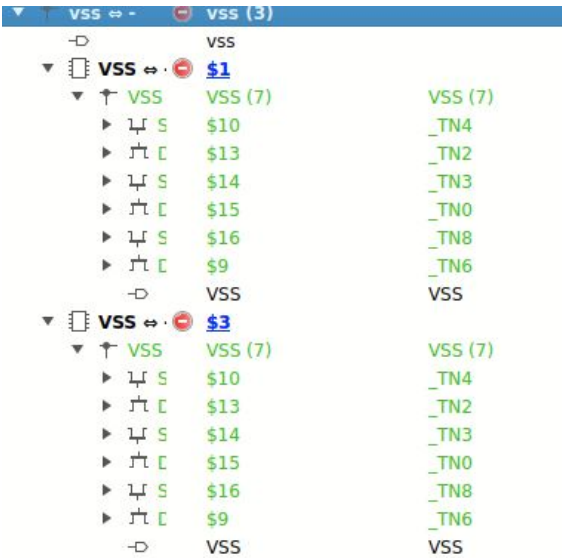 vss ⇔ - vss (3)
vss
VSS ⇔ · $1
VSS VSS (7) VSS (7)
S $10 _TN4
D $13 _TN2
S $14 _TN3
D $15 _TN0
S $16 _TN8
D $9 _TN6
VSS VSS
VSS ⇔ · $3
VSS VSS (7) VSS (7)
S $10 _TN4
D $13 _TN2
S $14 _TN3
D $15 _TN0
S $16 _TN8
D $9 _TN6
VSS VSS